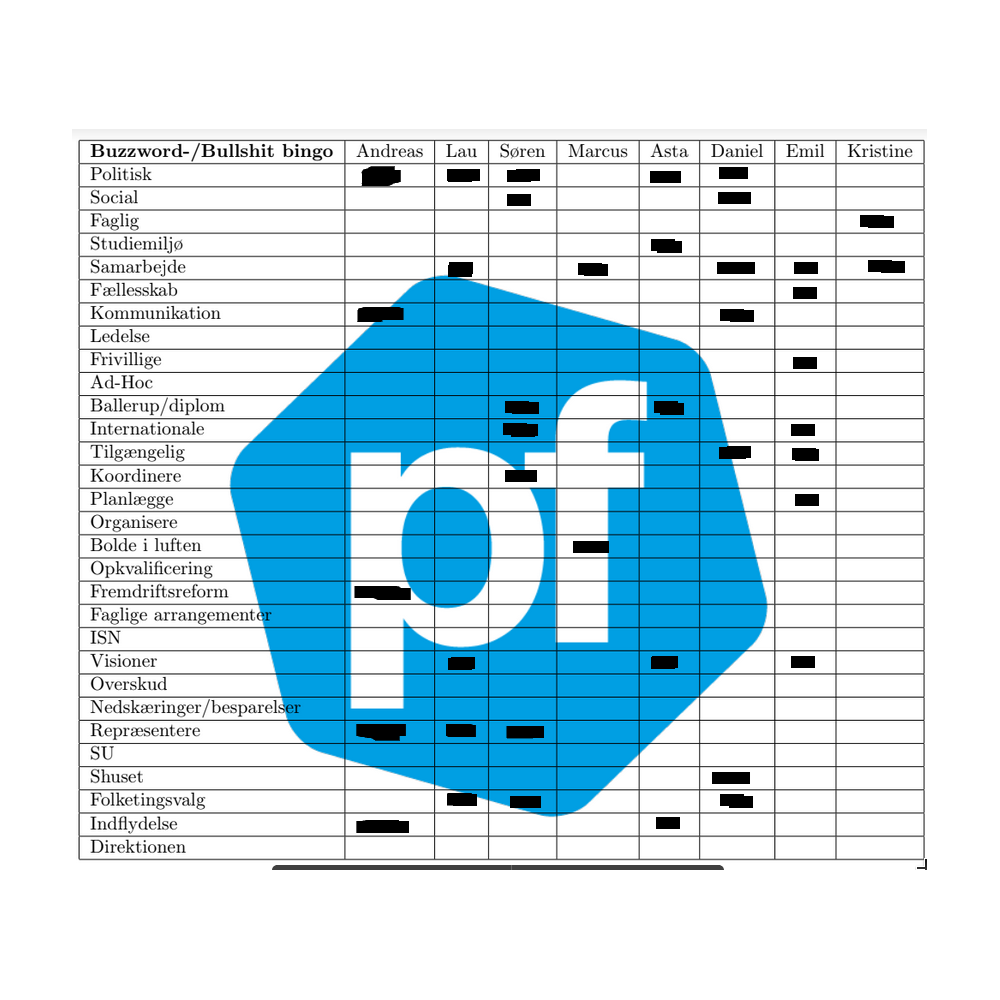 Buzzword-/Bullshit bingo Andreas Lau Søren Marcus Asta Daniel Emil Kristine
Politisk
Social
Faglig
Studiemiljø
Samarbejde
Fællesskab
Kommunikation
Ledelse
Frivillige
Ad-Hoc
Ballerup/diplom
Internationale
Tilgængelig
Koordinere
Planlægge
Organisere
Bolde i luften
Opkvalificering
Fremdriftsreform
Faglige arrangementer
ISN
Visioner
Overskud
Nedskæringer/besparelser
Repræsentere
SU
Shuset
Folketingsvalg
Indflydelse
Direktionen
pf